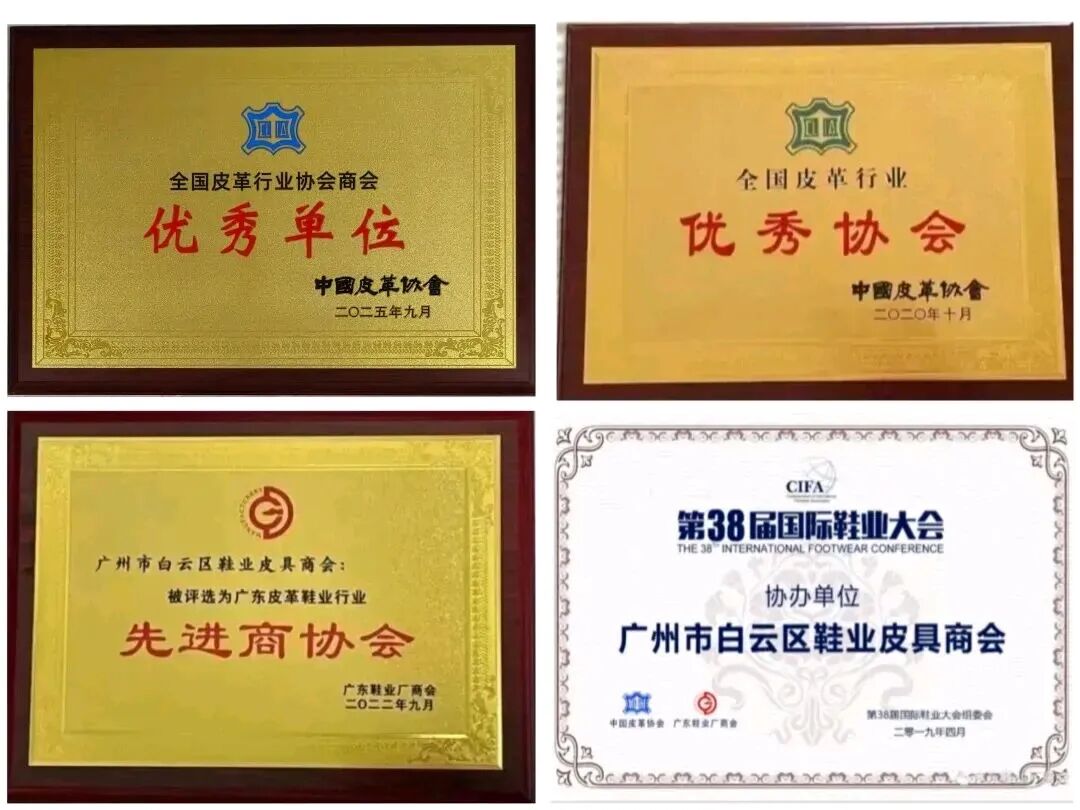 全国皮革行业协会商会
优秀单位
中國皮革协會
二〇二五年九月
全国皮革行业
优秀协会
中國皮革协會
二〇二〇年十月
广州市白云区鞋业皮具商会：
被评选为广东皮革鞋业行业
先进商协会
广东鞋业厂商会
二〇二二年九月
CIFA
第38届国际鞋业大会
THE 38TH INTERNATIONAL FOOTWEAR CONFERENCE
协办单位
广州市白云区鞋业皮具商会
中国皮革协会
广东鞋业厂商会
第38届国际鞋业大会组委会
二零一九年四月